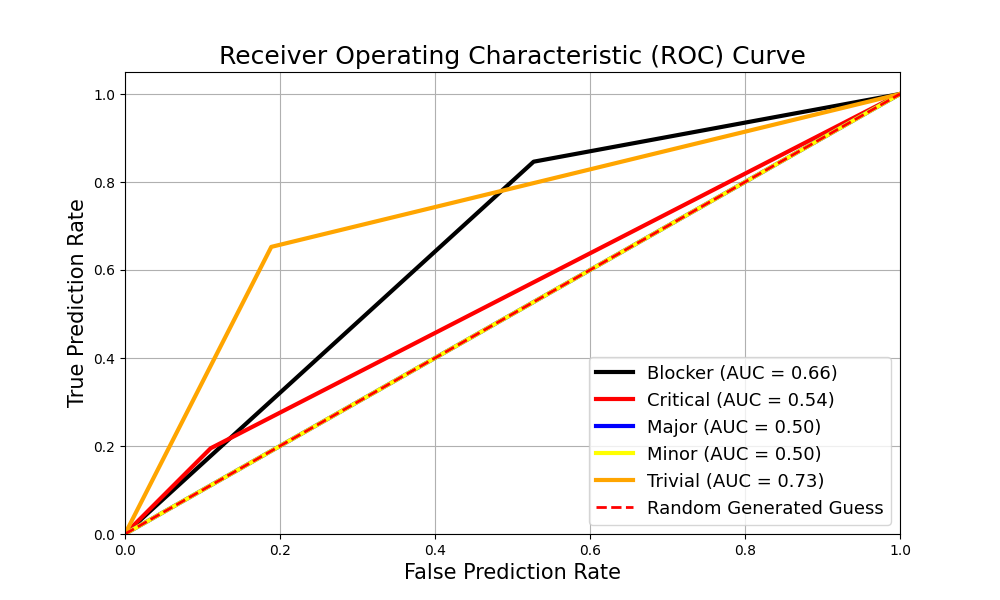 Receiver Operating Characteristic (ROC) Curve
True Prediction Rate
1.0
0.8
0.6
0.4
0.2
0.0
0.0 0.2 0.4 0.6 0.8 1.0
False Prediction Rate
Blocker (AUC = 0.66)
Critical (AUC = 0.54)
Major (AUC = 0.50)
Minor (AUC = 0.50)
Trivial (AUC = 0.73)
Random Generated Guess